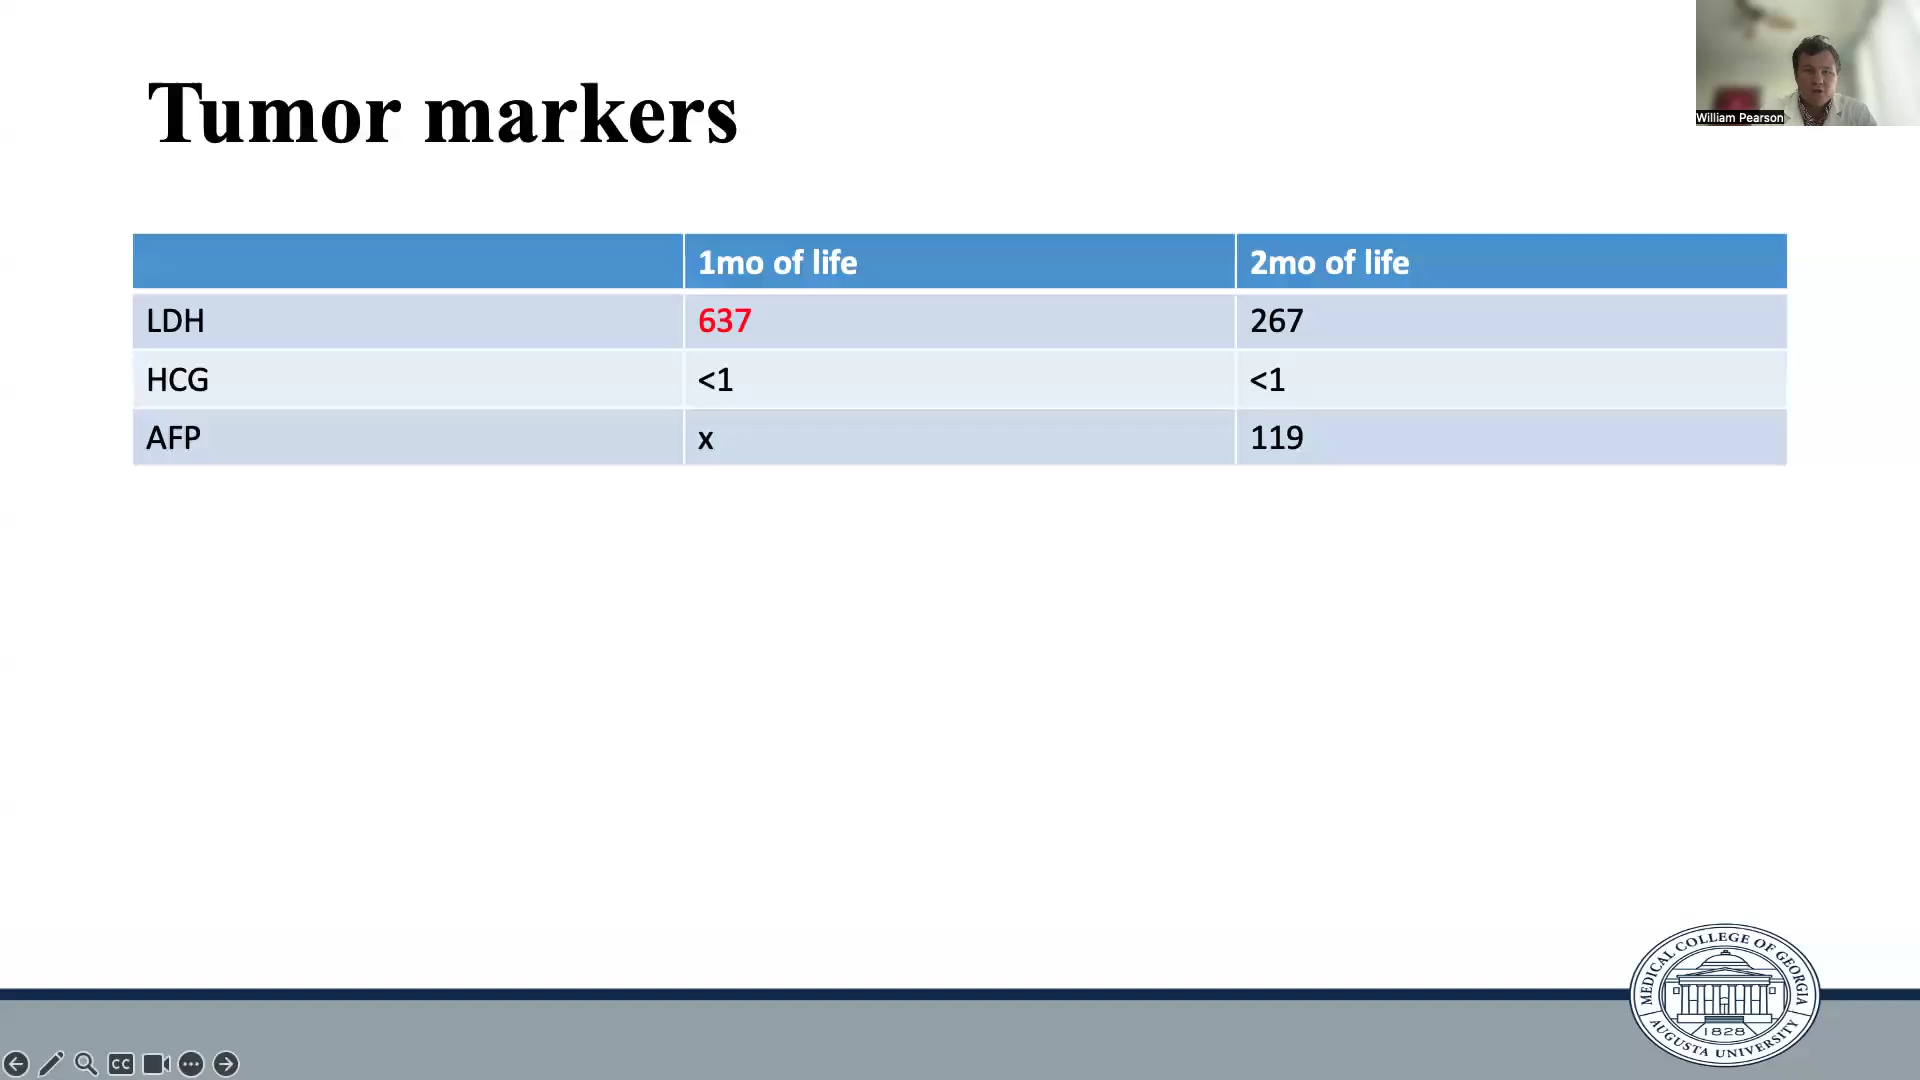 Tumor markers
William Pearson
1mo of life 2mo of life
LDH 637 267
HCG <1 <1
AFP x 119
MEDICAL COLLEGE OF GEORGIA
1828
AUGUSTA UNIVERSITY
CC